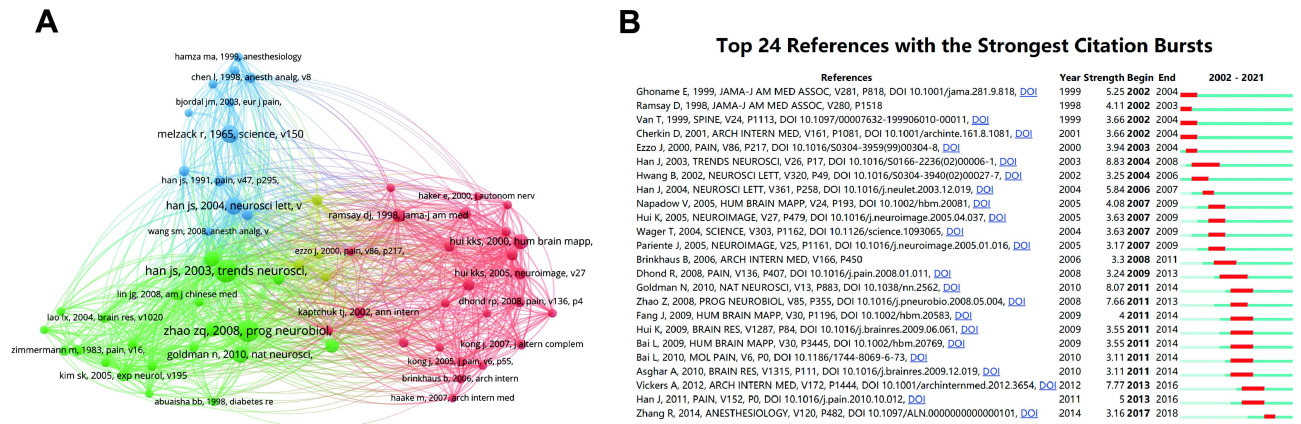 A
hamza ma, 1999, anesthesiology
chen l, 1998, anesth analg, v8
bjordal jm, 2003, eur j pain,
melzack r, 1965, science, v150
han js, 1991, pain, v47, p295,
haker e, 2000, j autonom nerv
han js, 2004, neurosci lett, v
ramsay dj, 1998, jama-j am med
wang sm, 2008, anesth analg, v
hui kks, 2000, hum brain mapp,
ezzo j, 2000, pain, v86, p217,
han js, 2003, trends neurosci,
hui kks, 2005, neuroimage, v27
lin jg, 2008, am j chinese med
dhond rp, 2008, pain, v136, p4
lao lx, 2004, brain res, v1020
kaptchuk tj, 2002, ann intern
zhao zq, 2008, prog neurobiol,
kong j, 2007, j altern complem
zimmermann m, 1983, pain, v16,
goldman n, 2010, nat neurosci,
kong j, 2005, j pain, v6, p55,
kim sk, 2005, exp neurol, v195
brinkhaus b, 2006, arch intern
abuaisha bb, 1998, diabetes re
haake m, 2007, arch intern med
B
Top 24 References with the Strongest Citation Bursts
References Year Strength Begin End 2002 - 2021
Ghoname E, 1999, JAMA-J AM MED ASSOC, V281, P818, DOI 10.1001/jama.281.9.818, DOI 1999 5.25 2002 2004
Ramsay D, 1998, JAMA-J AM MED ASSOC, V280, P1518 1998 4.11 2002 2003
Van T, 1999, SPINE, V24, P1113, DOI 10.1097/00007632-199906010-00011, DOI 1999 3.66 2002 2004
Cherkin D, 2001, ARCH INTERN MED, V161, P1081, DOI 10.1001/archinte.161.8.1081, DOI 2001 3.66 2002 2004
Ezzo J, 2000, PAIN, V86, P217, DOI 10.1016/S0304-3959(99)00304-8, DOI 2000 3.94 2003 2004
Han J, 2003, TRENDS NEUROSCI, V26, P17, DOI 10.1016/S0166-2236(02)00006-1, DOI 2003 8.83 2004 2008
Hwang B, 2002, NEUROSCI LETT, V320, P49, DOI 10.1016/S0304-3940(02)00027-7, DOI 2002 3.25 2004 2006
Han J, 2004, NEUROSCI LETT, V361, P258, DOI 10.1016/j.neulet.2003.12.019, DOI 2004 5.84 2006 2007
Napadow V, 2005, HUM BRAIN MAPP, V24, P193, DOI 10.1002/hbm.20081, DOI 2005 4.08 2007 2009
Hui K, 2005, NEUROIMAGE, V27, P479, DOI 10.1016/j.neuroimage.2005.04.037, DOI 2005 3.63 2007 2009
Wager T, 2004, SCIENCE, V303, P1162, DOI 10.1126/science.1093065, DOI 2004 3.63 2007 2009
Pariente J, 2005, NEUROIMAGE, V25, P1161, DOI 10.1016/j.neuroimage.2005.01.016, DOI 2005 3.17 2007 2009
Brinkhaus B, 2006, ARCH INTERN MED, V166, P450 2006 3.3 2008 2011
Dhond R, 2008, PAIN, V136, P407, DOI 10.1016/j.pain.2008.01.011, DOI 2008 3.24 2009 2013
Goldman N, 2010, NAT NEUROSCI, V13, P883, DOI 10.1038/nn.2562, DOI 2010 8.07 2011 2014
Zhao Z, 2008, PROG NEUROBIOL, V85, P355, DOI 10.1016/j.pneurobio.2008.05.004, DOI 2008 7.66 2011 2013
Fang J, 2009, HUM BRAIN MAPP, V30, P1196, DOI 10.1002/hbm.20583, DOI 2009 4 2011 2014
Hui K, 2009, BRAIN RES, V1287, P84, DOI 10.1016/j.brainres.2009.06.061, DOI 2009 3.55 2011 2014
Bai L, 2009, HUM BRAIN MAPP, V30, P3445, DOI 10.1002/hbm.20769, DOI 2009 3.55 2011 2014
Bai L, 2010, MOL PAIN, V6, P0, DOI 10.1186/1744-8069-6-73, DOI 2010 3.11 2011 2014
Asghar A, 2010, BRAIN RES, V1315, P111, DOI 10.1016/j.brainres.2009.12.019, DOI 2010 3.11 2011 2014
Vickers A, 2012, ARCH INTERN MED, V172, P1444, DOI 10.1001/archinternmed.2012.3654, DOI 2012 7.77 2013 2016
Han J, 2011, PAIN, V152, P0, DOI 10.1016/j.pain.2010.10.012, DOI 2011 5 2013 2016
Zhang R, 2014, ANESTHESIOLOGY, V120, P482, DOI 10.1097/ALN.0000000000000101, DOI 2014 3.16 2017 2018